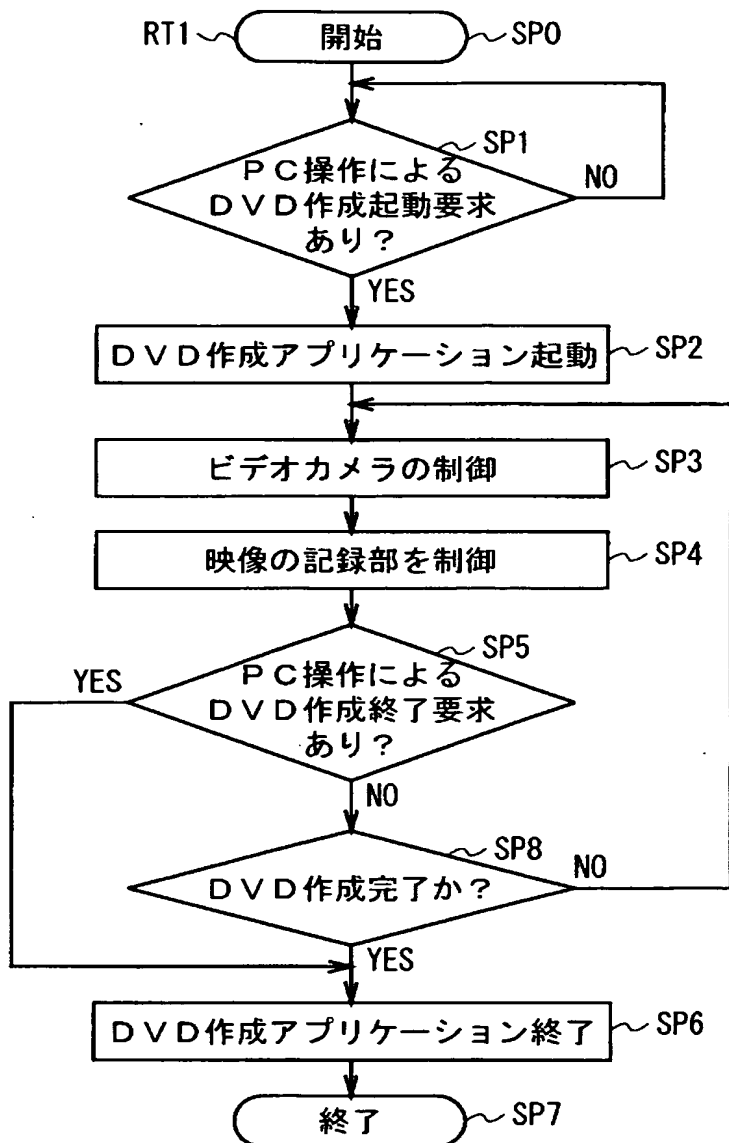 RT1 開始 SP0
SP1
PC操作による
DVD作成起動要求
あり?
NO
YES
DVD作成アプリケーション起動 SP2
ビデオカメラの制御 SP3
映像の記録部を制御 SP4
SP5
YES
PC操作による
DVD作成終了要求
あり?
NO
SP8
DVD作成完了か?
NO
YES
DVD作成アプリケーション終了 SP6
終了 SP7